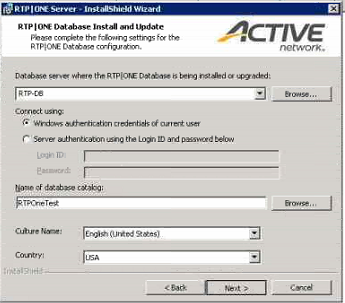 RTP|ONE Server - InstallShield Wizard
RTP|ONE Database Install and Update
Please complete the following settings for the
RTP|ONE Database configuration.
ACTIVE
network.
Database server where the RTP|ONE Database is being installed or upgraded:
RTP-DB
Browse...
Connect using:
Windows authentication credentials of current user
Server authentication using the Login ID and password below
Login ID:
Password:
Name of database catalog:
RTPOneTest
Browse...
Culture Name:
English (United States)
Country:
USA
InstallShield
< Back
Next >
Cancel